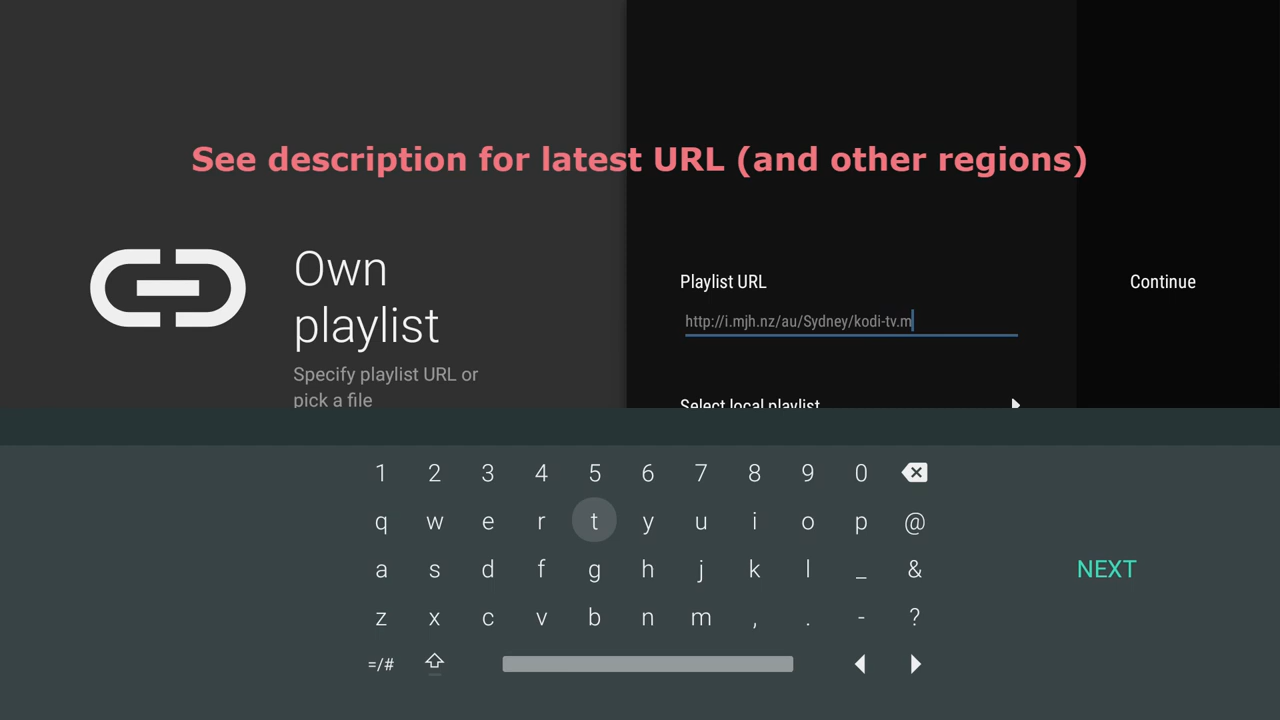 See description for latest URL (and other regions)
Own
playlist
Specify playlist URL or
pick a file
Playlist URL
http://i.mjh.nz/au/Sydney/kodi-tv.m
Select local playlist
Continue
1 2 3 4 5 6 7 8 9 0
q w e r t y u i o p @
a s d f g h j k l _ &
z x c v b n m , . - ?
=/#
NEXT